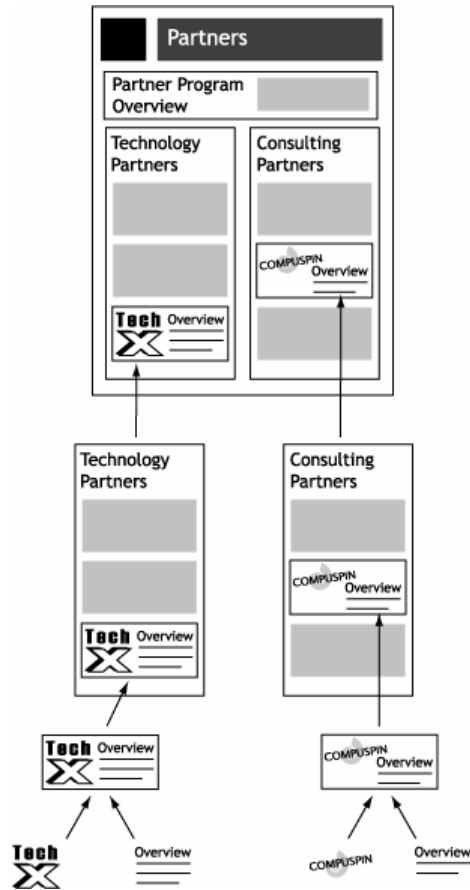 Partners
Partner Program
Overview
Technology
Partners
Consulting
Partners
COMPUSPIN
Overview
Tech
X
Overview
Technology
Partners
Consulting
Partners
COMPUSPIN
Overview
Tech
X
Overview
Tech
X
Overview
COMPUSPIN
Overview
Tech
X
Overview
COMPUSPIN
Overview